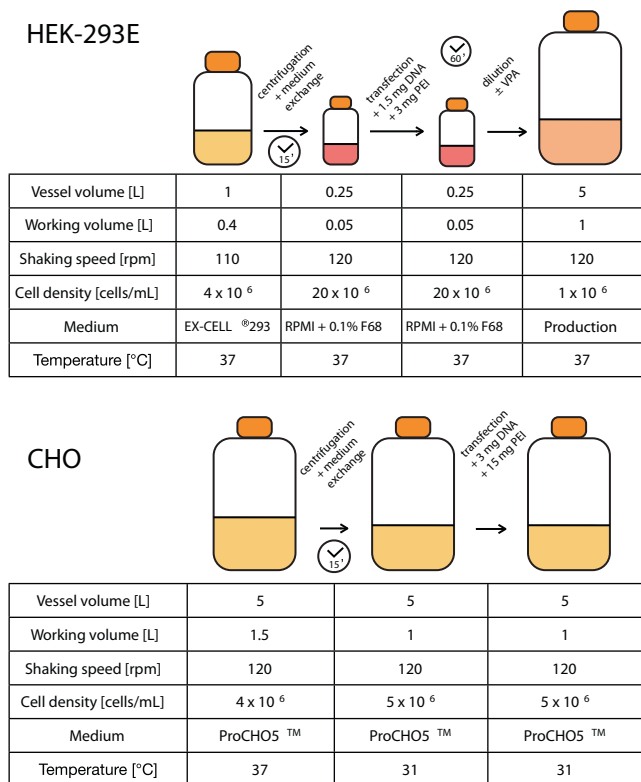 HEK-293E
centrifugation
+ medium
exchange
15'
transfection
+ 1.5 mg DNA
+ 3 mg PEI
60'
dilution
± VPA
Vessel volume [L] 1 0.25 0.25 5
Working volume [L] 0.4 0.05 0.05 1
Shaking speed [rpm] 110 120 120 120
Cell density [cells/mL] 4 x 10 6 20 x 10 6 20 x 10 6 1 x 10 6
Medium EX-CELL ®293 RPMI + 0.1% F68 RPMI + 0.1% F68 Production
Temperature [°C] 37 37 37 37
CHO
centrifugation
+ medium
exchange
15'
transfection
+ 3 mg DNA
+ 15 mg PEI
Vessel volume [L] 5 5 5
Working volume [L] 1.5 1 1
Shaking speed [rpm] 120 120 120
Cell density [cells/mL] 4 x 10 6 5 x 10 6 5 x 10 6
Medium ProCHO5 TM ProCHO5 TM ProCHO5 TM
Temperature [°C] 37 31 31